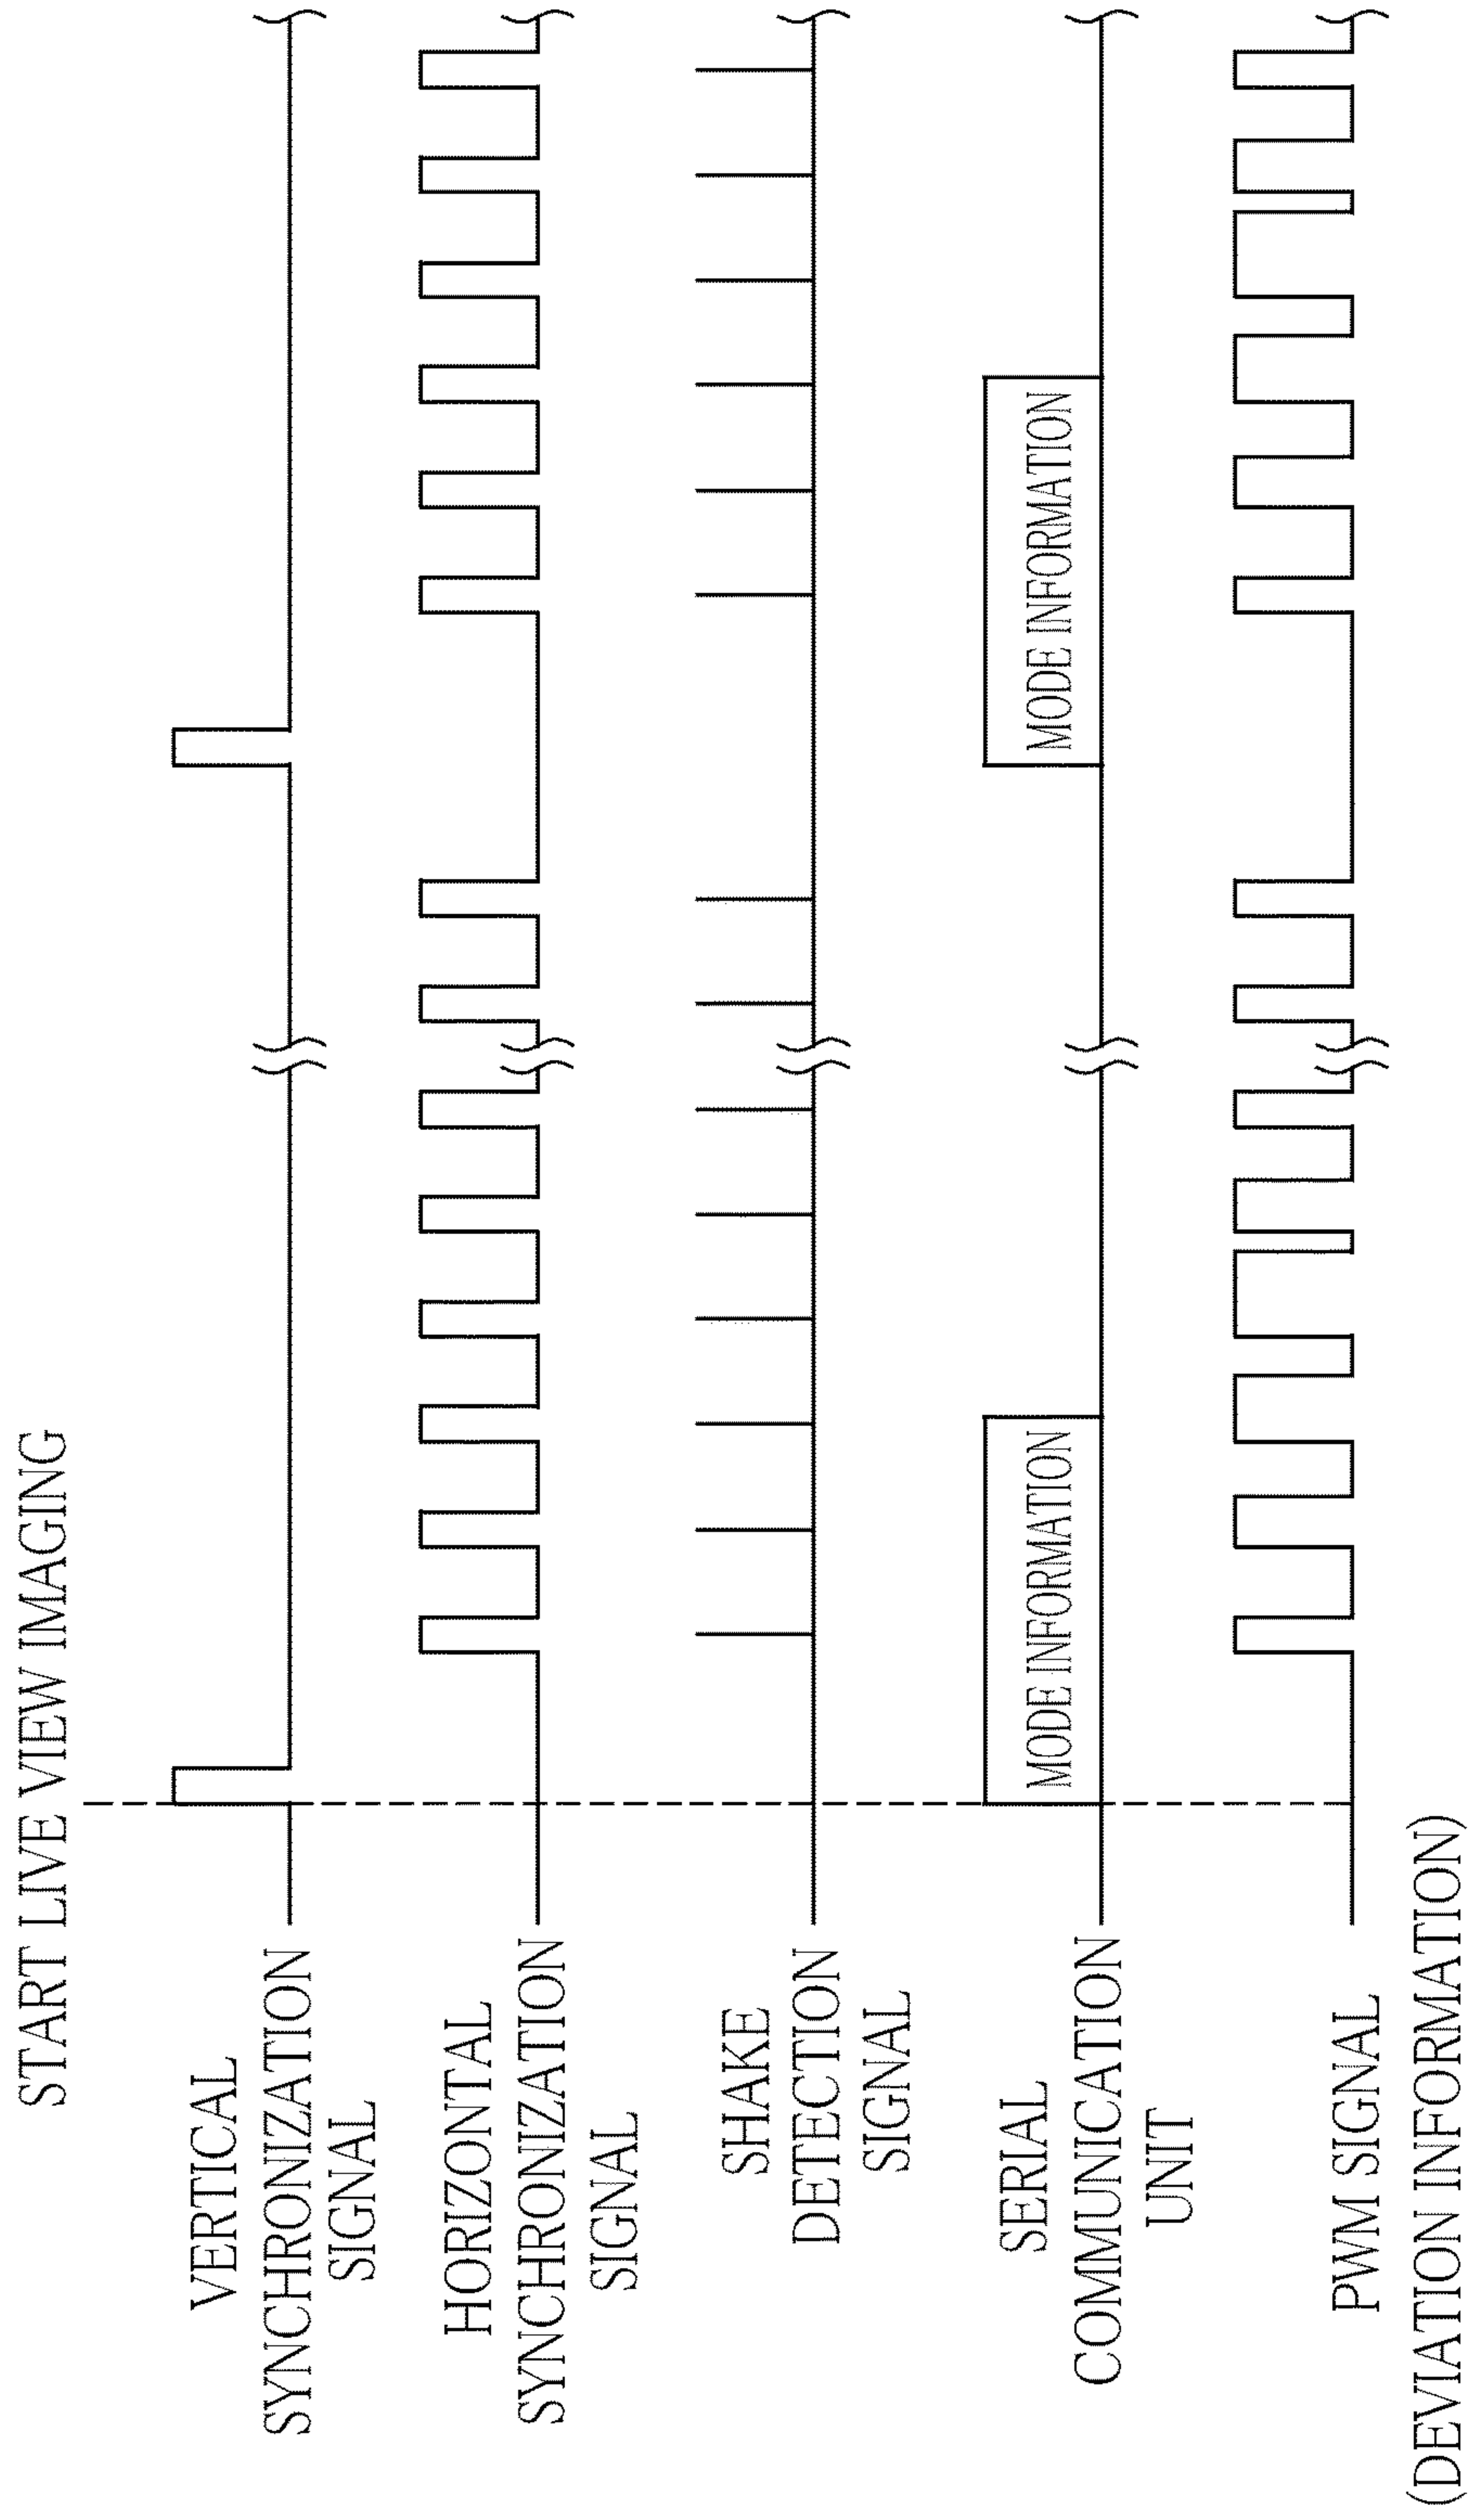 START LIVE VIEW IMAGING
VERTICAL
SYNCHRONIZATION
SIGNAL
HORIZONTAL
SYNCHRONIZATION
SIGNAL
SHAKE
DETECTION
SIGNAL
SERIAL
COMMUNICATION
UNIT
MODE INFORMATION
MODE INFORMATION
PWM SIGNAL
(DEVIATION INFORMATION)